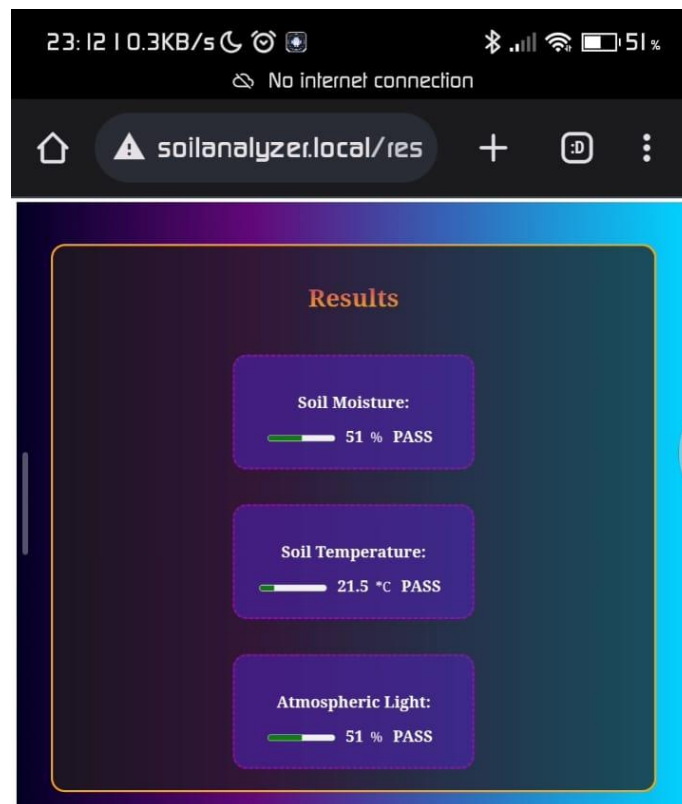 23:12 | 0.3KB/s 51%
No internet connection
soilanalyzer.local/res :D
Results
Soil Moisture:
51 % PASS
Soil Temperature:
21.5 °C PASS
Atmospheric Light:
51 % PASS